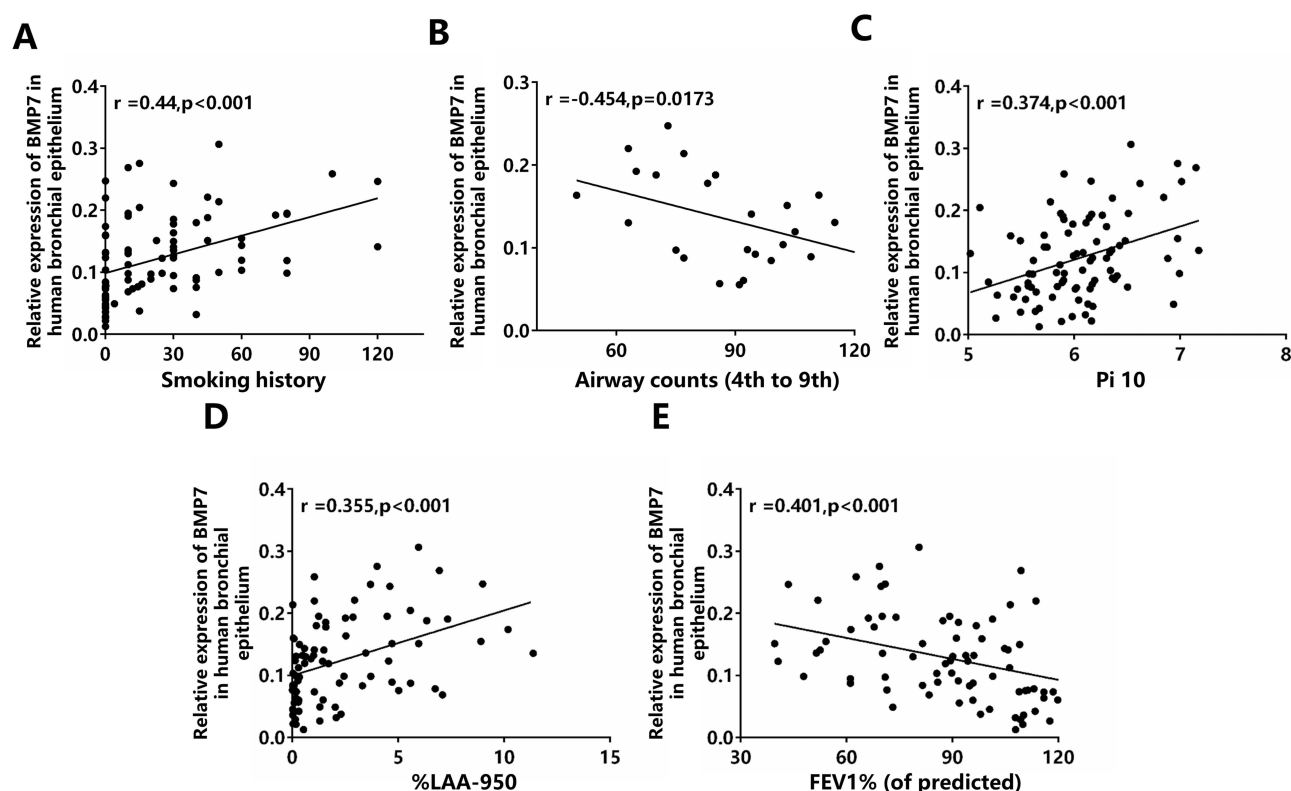 A
Relative expression of BMP7 in
human bronchial epithelium
r =0.44,p<0.001
0.4
0.3
0.2
0.1
0.0
0 30 60 90 120
Smoking history
B
Relative expression of BMP7 in
human bronchial epithelium
r =-0.454,p=0.0173
0.3
0.2
0.1
0.0
60 90 120
Airway counts (4th to 9th)
C
Relative expression of BMP7 in
human bronchial epithelium
r =0.374,p<0.001
0.4
0.3
0.2
0.1
0.0
5 6 7 8
Pi 10
D
Relative expression of BMP7
in human bronchial
epithelium
r =0.355,p<0.001
0.4
0.3
0.2
0.1
0.0
0 5 10 15
%LAA-950
E
Relative expression of BMP7
in human bronchial
epithelium
r =0.401,p<0.001
0.4
0.3
0.2
0.1
0.0
30 60 90 120
FEV1% (of predicted)